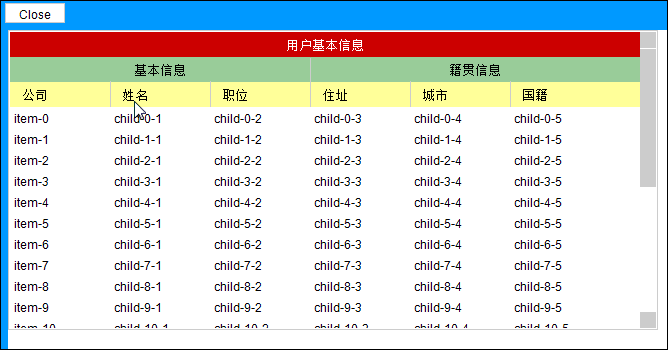 Close
用户基本信息
基本信息 籍贯信息
公司 姓名 职位 住址 城市 国籍
item-0 child-0-1 child-0-2 child-0-3 child-0-4 child-0-5
item-1 child-1-1 child-1-2 child-1-3 child-1-4 child-1-5
item-2 child-2-1 child-2-2 child-2-3 child-2-4 child-2-5
item-3 child-3-1 child-3-2 child-3-3 child-3-4 child-3-5
item-4 child-4-1 child-4-2 child-4-3 child-4-4 child-4-5
item-5 child-5-1 child-5-2 child-5-3 child-5-4 child-5-5
item-6 child-6-1 child-6-2 child-6-3 child-6-4 child-6-5
item-7 child-7-1 child-7-2 child-7-3 child-7-4 child-7-5
item-8 child-8-1 child-8-2 child-8-3 child-8-4 child-8-5
item-9 child-9-1 child-9-2 child-9-3 child-9-4 child-9-5
item-10 child-10-1 child-10-2 child-10-3 child-10-4 child-10-5